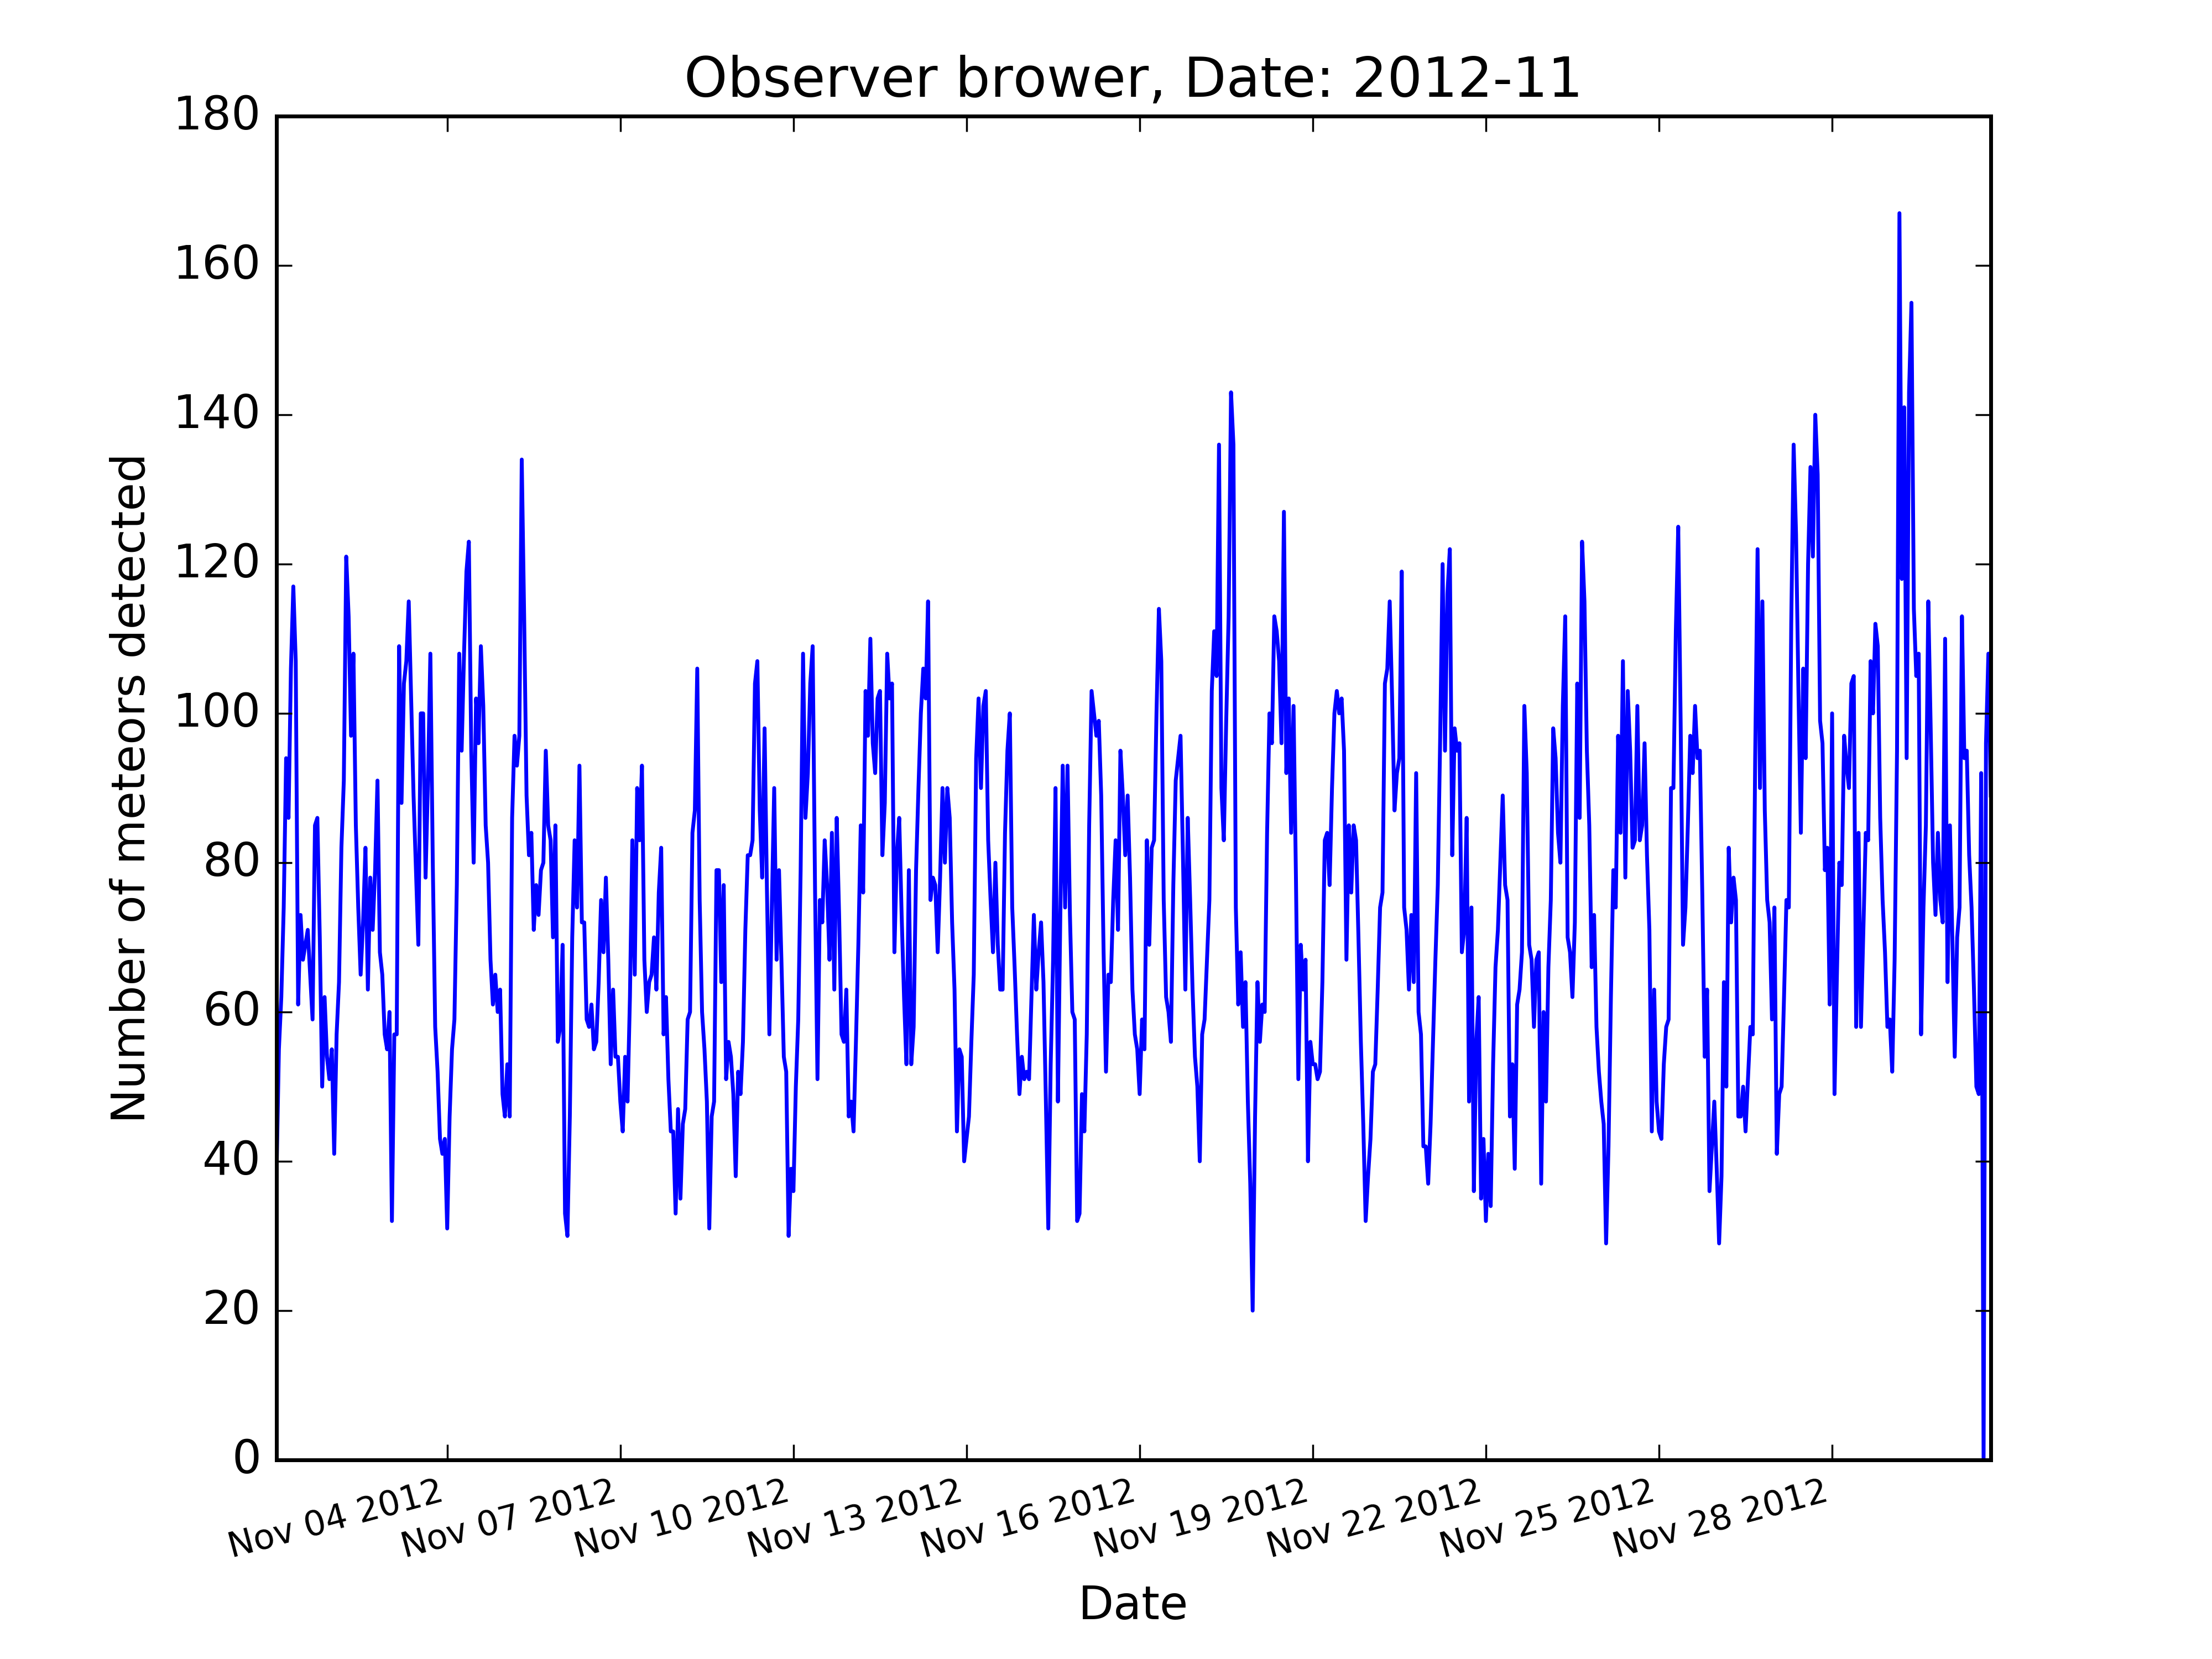 Observer brower, Date: 2012-11
180
160
140
120
100
80
60
40
20
0
Number of meteors detected
Nov 04 2012
Nov 07 2012
Nov 10 2012
Nov 13 2012
Nov 16 2012
Nov 19 2012
Nov 22 2012
Nov 25 2012
Nov 28 2012
Date